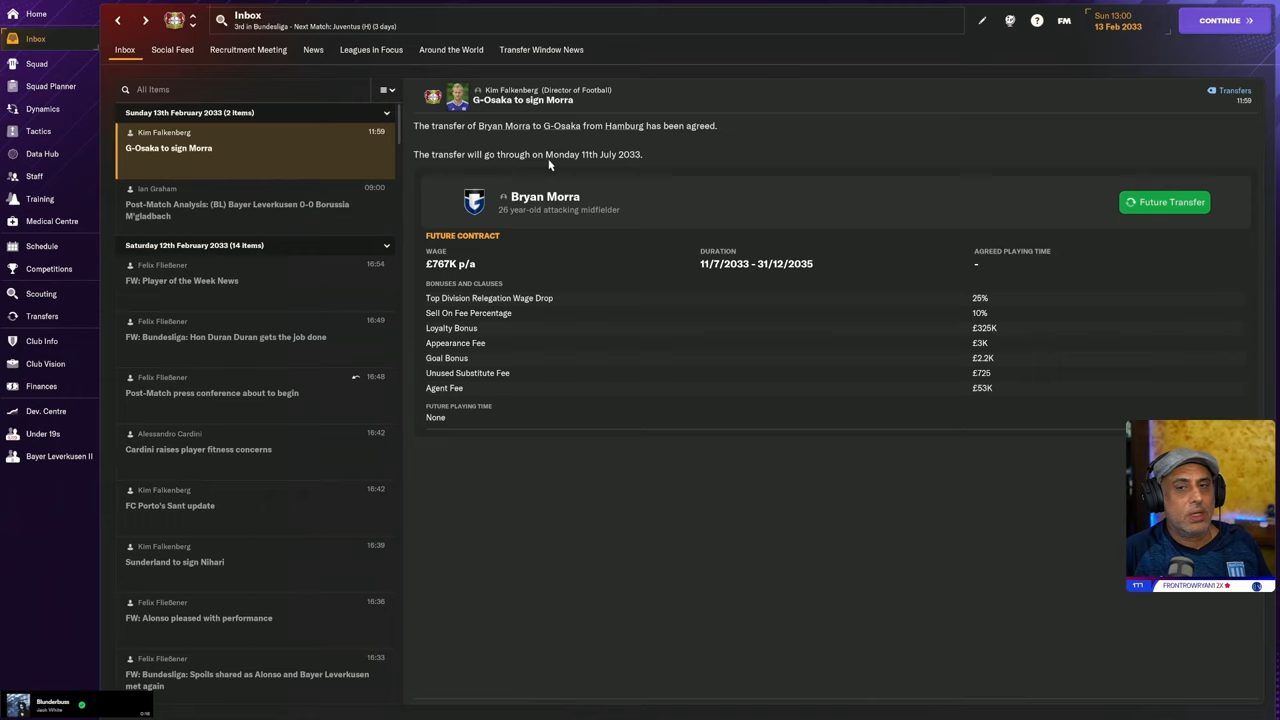 Home
Inbox
3rd in Bundesliga - Next Match: Juventus (H) (3 days)
FM
Sun 13:00
13 Feb 2033
CONTINUE
Inbox
Squad
Squad Planner
Dynamics
Tactics
Data Hub
Staff
Training
Medical Centre
Schedule
Competitions
Scouting
Transfers
Club Info
Club Vision
Finances
Dev. Centre
Under 19s
Bayer Leverkusen II
Inbox
Social Feed
Recruitment Meeting
News
Leagues in Focus
Around the World
Transfer Window News
All Items
Sunday 13th February 2033 (2 items)
Kim Falkenberg 11:59
G-Osaka to sign Morra
Ian Graham 09:00
Post-Match Analysis: (BL) Bayer Leverkusen 0-0 Borussia
M'gladbach
Saturday 12th February 2033 (14 items)
Felix Fließener 16:54
FW: Player of the Week News
Felix Fließener 16:49
FW: Bundesliga: Hon Duran Duran gets the job done
Felix Fließener 16:48
Post-Match press conference about to begin
Alessandro Cardini 16:42
Cardini raises player fitness concerns
Kim Falkenberg 16:42
FC Porto's Sant update
Kim Falkenberg 16:39
Sunderland to sign Nihari
Felix Fließener 16:36
FW: Alonso pleased with performance
Felix Fließener 16:33
FW: Bundesliga: Spoils shared as Alonso and Bayer Leverkusen
met again
Kim Falkenberg (Director of Football)
G-Osaka to sign Morra
Transfers
11:59
The transfer of Bryan Morra to G-Osaka from Hamburg has been agreed.
The transfer will go through on Monday 11th July 2033.
Bryan Morra
26 year-old attacking midfielder
Future Transfer
FUTURE CONTRACT
WAGE DURATION AGREED PLAYING TIME
£767K p/a 11/7/2033 - 31/12/2035 -
BONUSES AND CLAUSES
Top Division Relegation Wage Drop 25%
Sell On Fee Percentage 10%
Loyalty Bonus £325K
Appearance Fee £3K
Goal Bonus £2.2K
Unused Substitute Fee £725
Agent Fee £53K
FUTURE PLAYING TIME
None
FRONTROWRYAN1 2X
Blunderbuss
Jack White
0:16